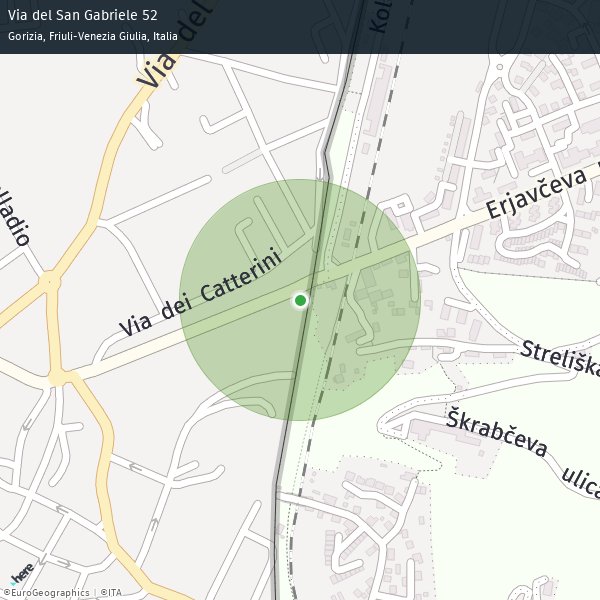 Via del San Gabriele 52
Gorizia, Friuli-Venezia Giulia, Italia
Via del
Kol
Erjavčeva
lladio
Via dei Catterini
Streliška
Škrabčeva ulica
here
©EuroGeographics | ©ITA